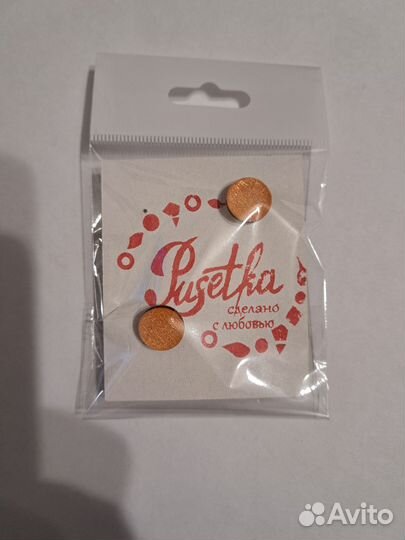 Pusetka
сделано
с любовью
Avito